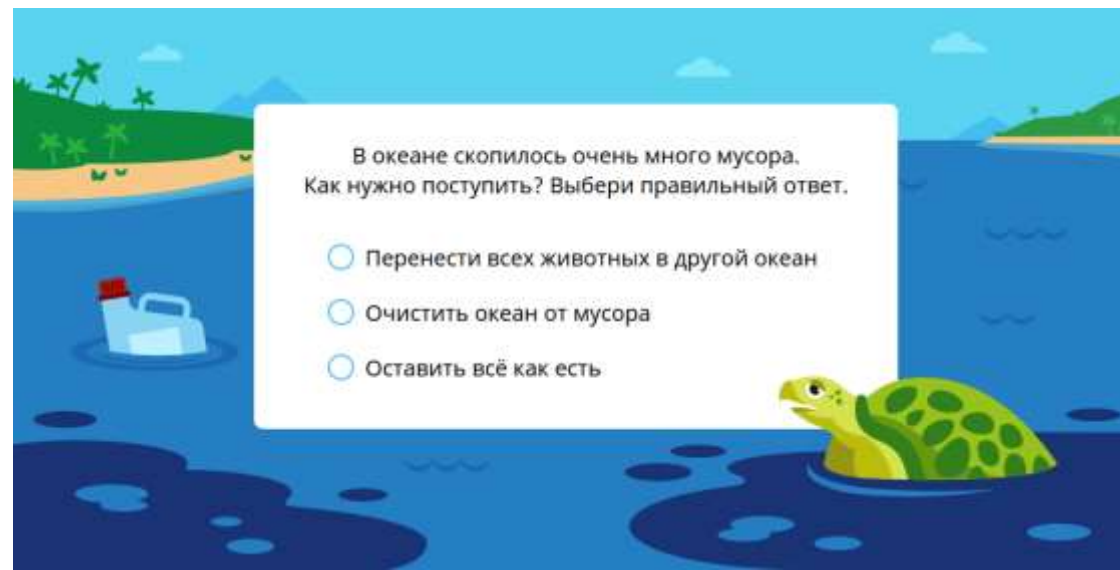 В океане скопилось очень много мусора.
Как нужно поступить? Выбери правильный ответ.
Перенести всех животных в другой океан
Очистить океан от мусора
Оставить всё как есть